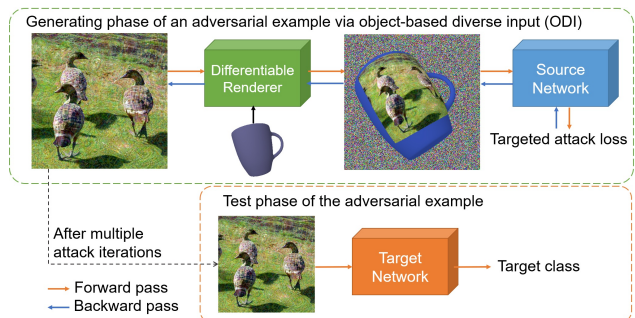 Generating phase of an adversarial example via object-based diverse input (ODI)
Differentiable
Renderer
Source
Network
Targeted attack loss
Test phase of the adversarial example
After multiple
attack iterations
Target
Network
Target class
Forward pass
Backward pass